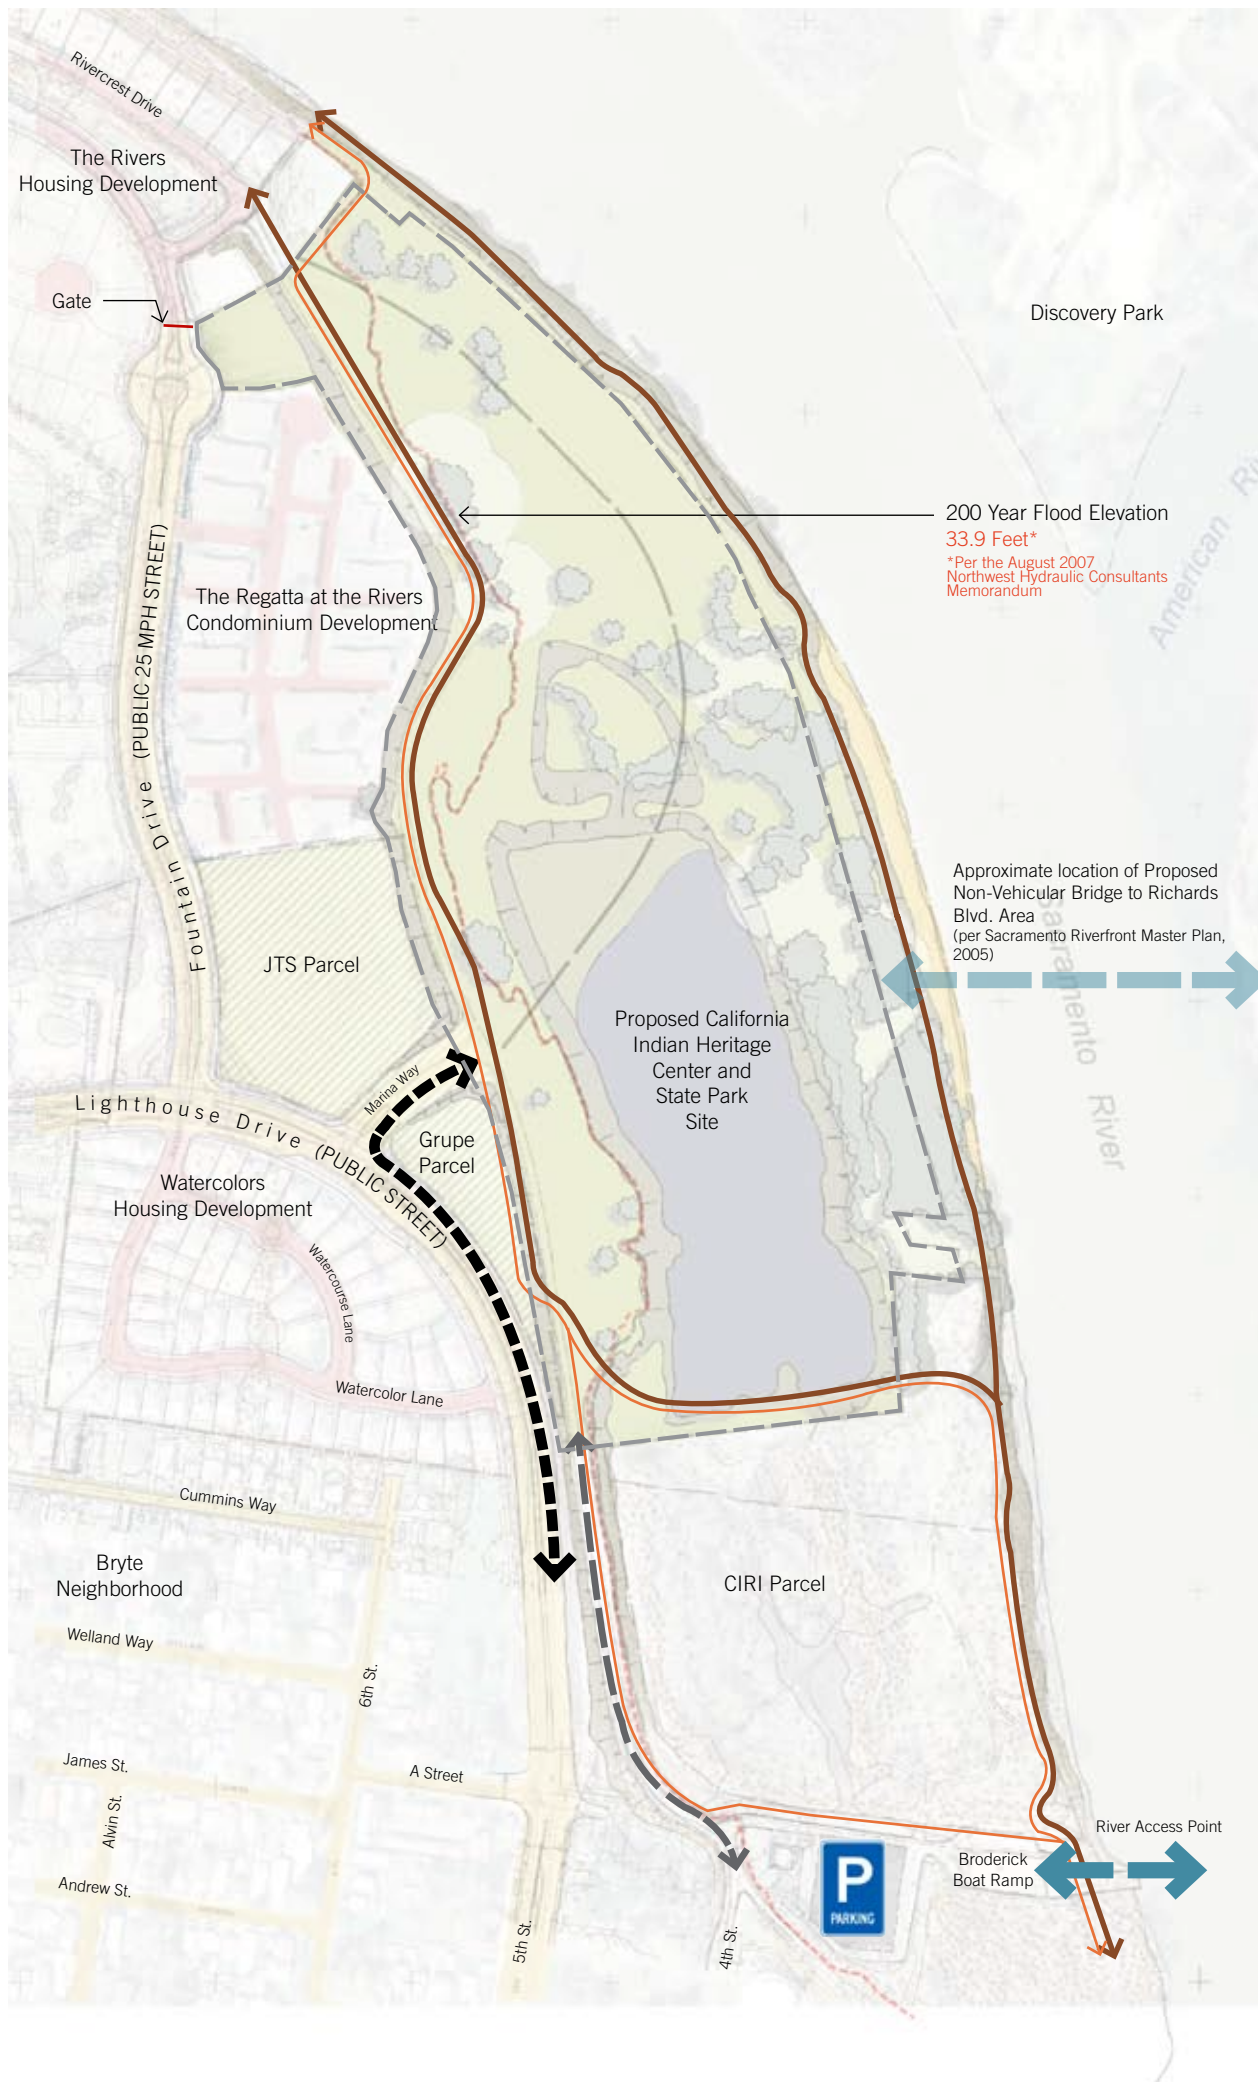 Rivercrest Drive
The Rivers
Housing Development
Gate
Discovery Park
200 Year Flood Elevation
33.9 Feet*
*Per the August 2007
Northwest Hydraulic Consultants
Memorandum
American
The Regatta at the Rivers
Condominium Development
Fountain Drive (PUBLIC 25 MPH STREET)
Approximate location of Proposed
Non-Vehicular Bridge to Richards
Blvd. Area
(per Sacramento Riverfront Master Plan,
2005)
JTS Parcel
Proposed California
Indian Heritage
Center and
State Park
Site
Sacramento River
Marina Way
Lighthouse Drive (PUBLIC STREET)
Grupe
Parcel
Watercolors
Housing Development
Watercourse Lane
Watercolor Lane
Cummins Way
Bryte
Neighborhood
CIRI Parcel
Welland Way
6th St.
James St.
A Street
Alvin St.
River Access Point
Broderick
Boat Ramp
Andrew St.
P
PARKING
5th St.
4th St.